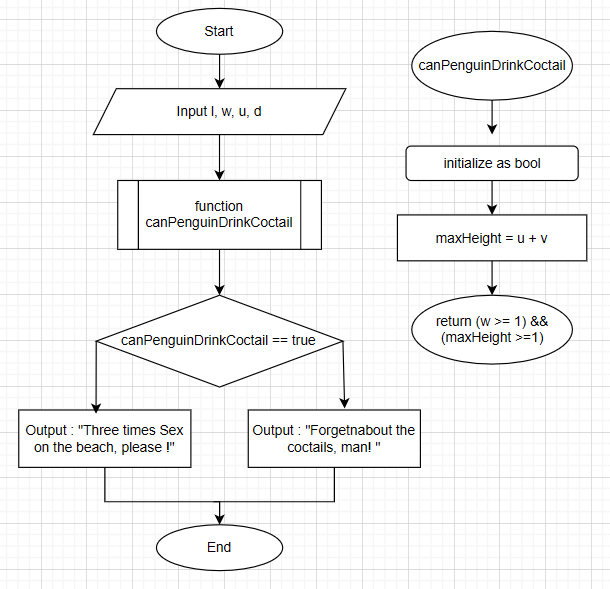 Start
Input l, w, u, d
function
canPenguinDrinkCoctail
canPenguinDrinkCoctail == true
Output : "Three times Sex
on the beach, please !"
Output : "Forgetnabout the
coctails, man! "
End
canPenguinDrinkCoctail
initialize as bool
maxHeight = u + v
return (w >= 1) &&
(maxHeight >=1)